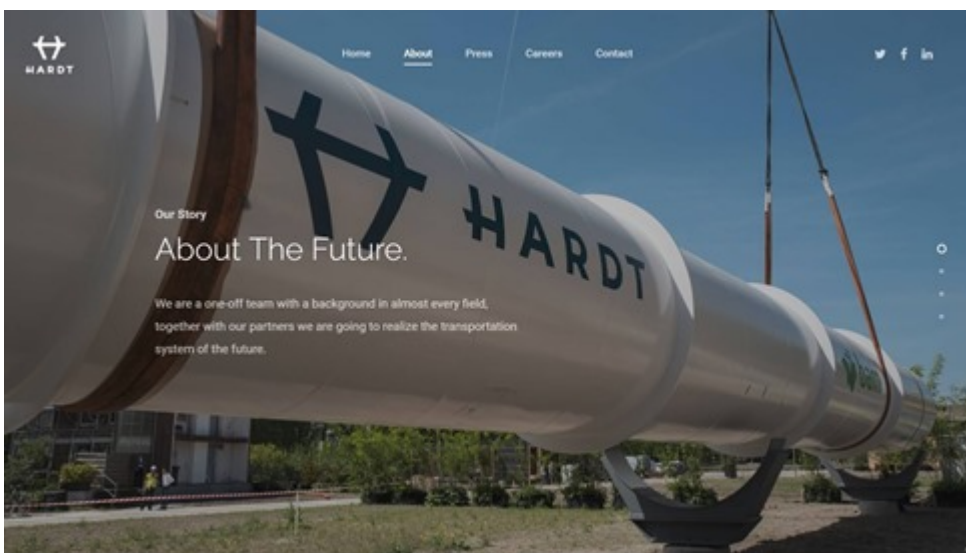 HARDT
Home About Press Careers Contact
HARDT
Our Story
About The Future.
We are a one-off team with a background in almost every field,
together with our partners we are going to realize the transportation
system of the future.
bam